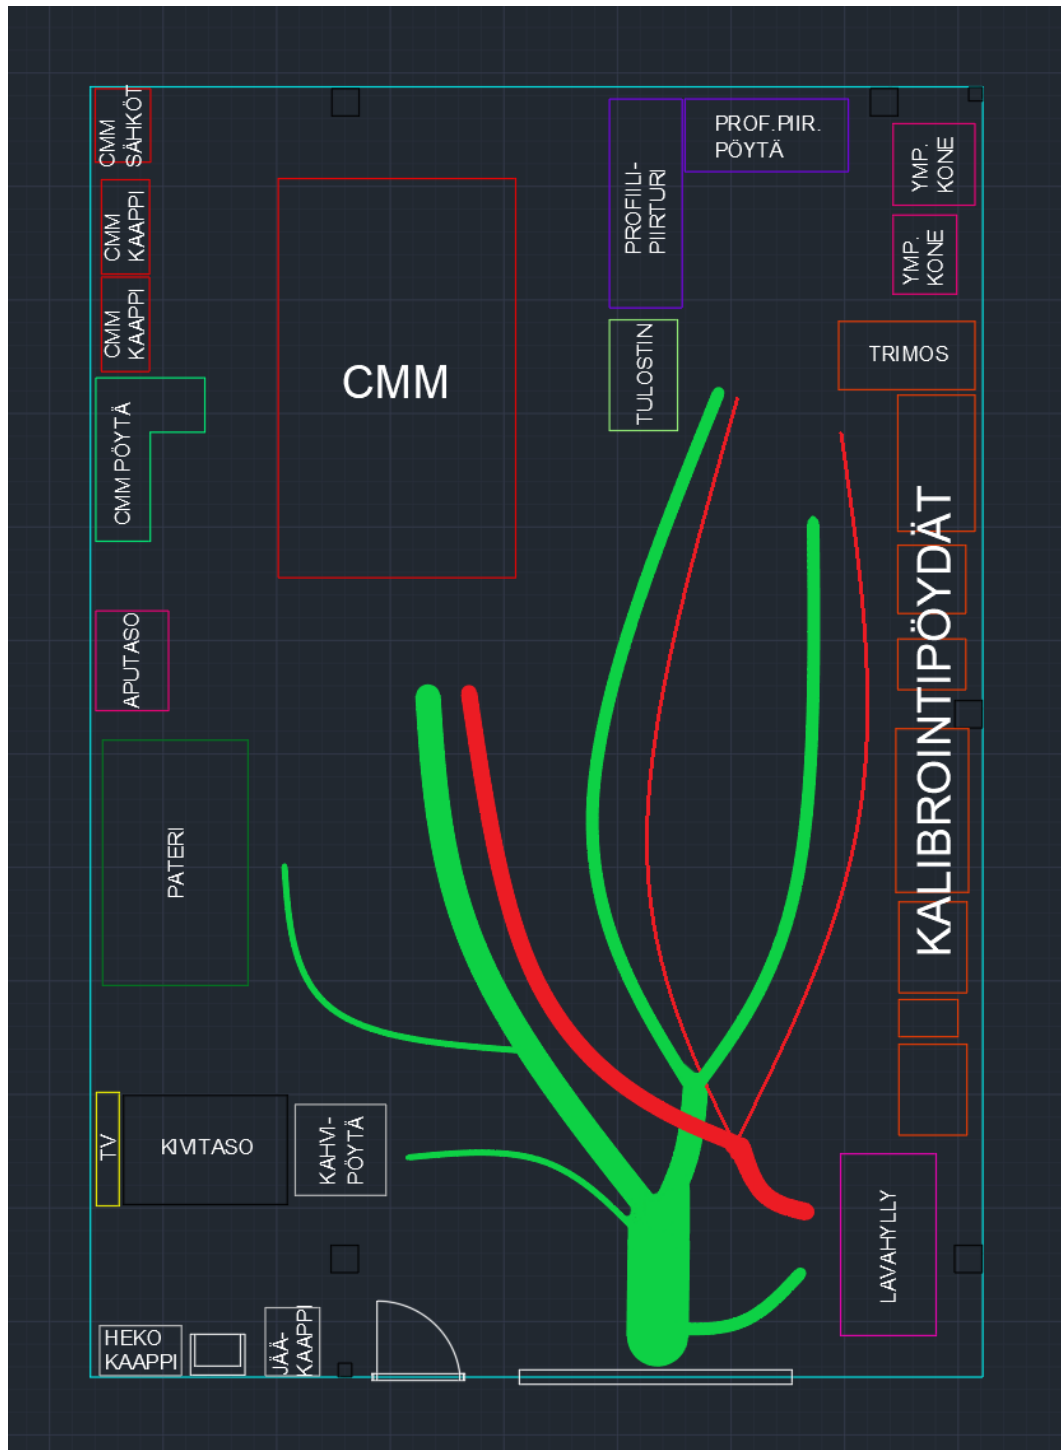 CMM
SÄHKÖT
CMM
KAAPPI
CMM
KAAPPI
CMM PÖYTÄ
APUTASO
PATERI
TV
KIVITASO
KAHVI-
PÖYTÄ
HEKO
KAAPPI
JÄÄ-
KAAPPI
CMM
PROFIILI-
PIIRTURI
PROF.PIIR.
PÖYTÄ
TULOSTIN
YMP.
KONE
YMP.
KONE
TRIMOS
KALIBROINTIPÖYDÄT
LAVAHYLLY